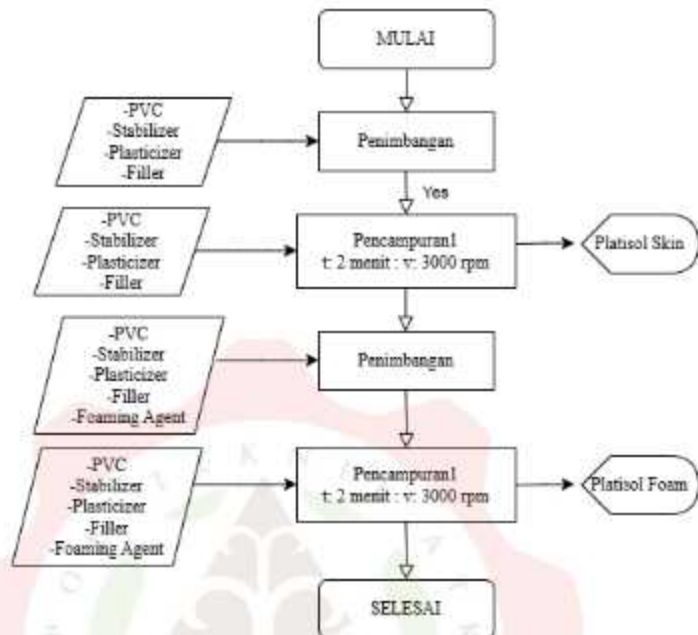 MULAI
-PVC
-Stabilizer
-Plasticizer
-Filler
Penimbangan
Yes
-PVC
-Stabilizer
-Plasticizer
-Filler
Pencampuran1
t: 2 menit : v: 3000 rpm
Platisol Skin
-PVC
-Stabilizer
-Plasticizer
-Filler
-Foaming Agent
Penimbangan
-PVC
-Stabilizer
-Plasticizer
-Filler
-Foaming Agent
Pencampuran1
t: 2 menit : v: 3000 rpm
Platisol Foam
SELESAI